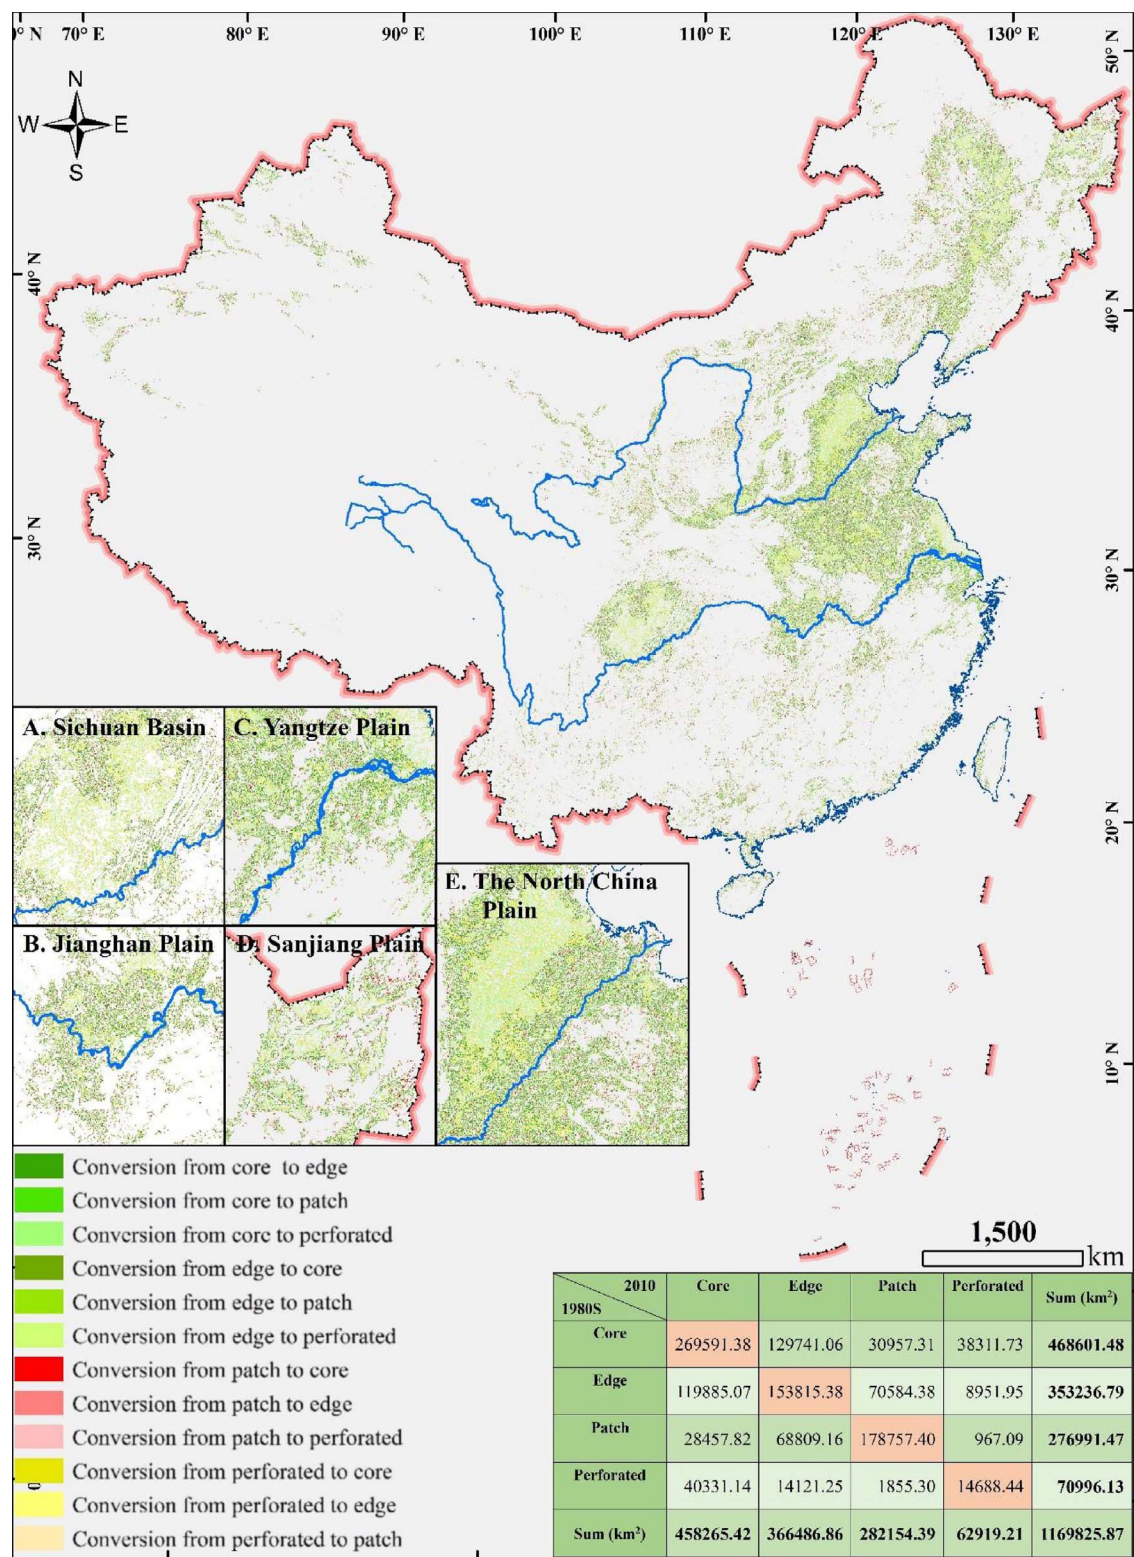 0° N 70° E 80° E 90° E 100° E 110° E 120° E 130° E
50° N
N
W E
S
40° N
40° N
30° N
30° N
20° N
10° N
0
A. Sichuan Basin
C. Yangtze Plain
E. The North China
Plain
B. Jianghan Plain
D. Sanjiang Plain
Conversion from core to edge
Conversion from core to patch
Conversion from core to perforated
Conversion from edge to core
Conversion from edge to patch
Conversion from edge to perforated
Conversion from patch to core
Conversion from patch to edge
Conversion from patch to perforated
Conversion from perforated to core
Conversion from perforated to edge
Conversion from perforated to patch
1,500
km
2010 Core Edge Patch Perforated Sum (km²)
1980S
Core 269591.38 129741.06 30957.31 38311.73 468601.48
Edge 119885.07 153815.38 70584.38 8951.95 353236.79
Patch 28457.82 68809.16 178757.40 967.09 276991.47
Perforated 40331.14 14121.25 1855.30 14688.44 70996.13
Sum (km²) 458265.42 366486.86 282154.39 62919.21 1169825.87